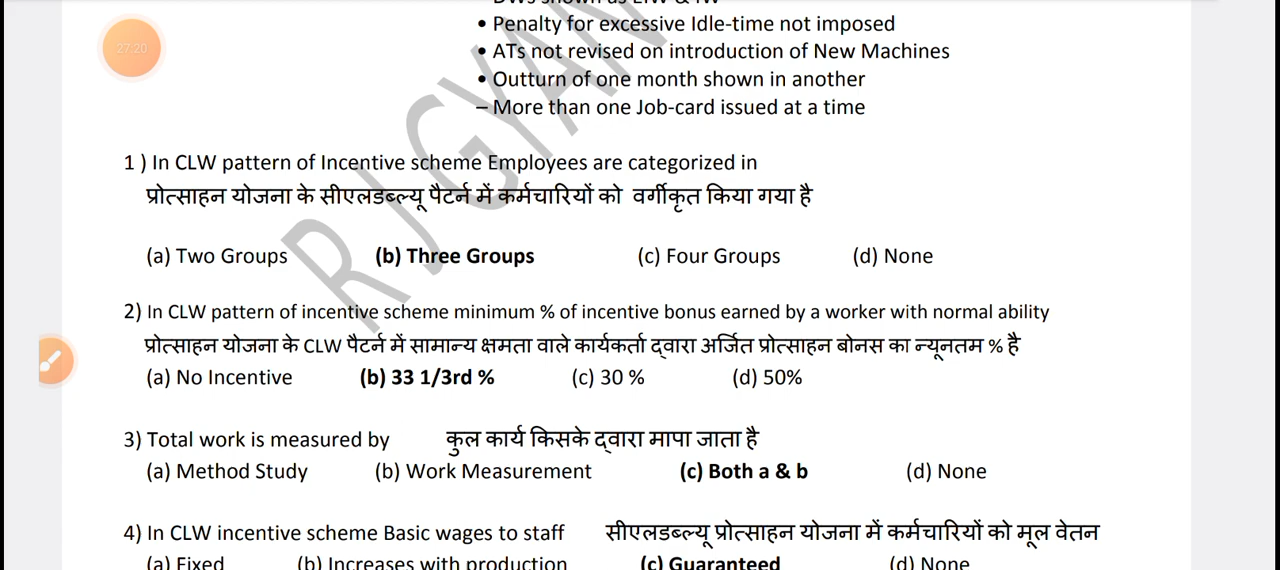 27:20
• Penalty for excessive Idle-time not imposed
• ATs not revised on introduction of New Machines
• Outturn of one month shown in another
– More than one Job-card issued at a time
R J GYAN
1 ) In CLW pattern of Incentive scheme Employees are categorized in
प्रोत्साहन योजना के सीएलडब्ल्यू पैटर्न में कर्मचारियों को वर्गीकृत किया गया है
(a) Two Groups (b) Three Groups (c) Four Groups (d) None
2) In CLW pattern of incentive scheme minimum % of incentive bonus earned by a worker with normal ability
प्रोत्साहन योजना के CLW पैटर्न में सामान्य क्षमता वाले कार्यकर्ता द्वारा अर्जित प्रोत्साहन बोनस का न्यूनतम % है
(a) No Incentive (b) 33 1/3rd % (c) 30 % (d) 50%
3) Total work is measured by कुल कार्य किसके द्वारा मापा जाता है
(a) Method Study (b) Work Measurement (c) Both a & b (d) None
4) In CLW incentive scheme Basic wages to staff सीएलडब्ल्यू प्रोत्साहन योजना में कर्मचारियों को मूल वेतन
(a) Fixed (b) Increases with production (c) Guaranteed (d) None